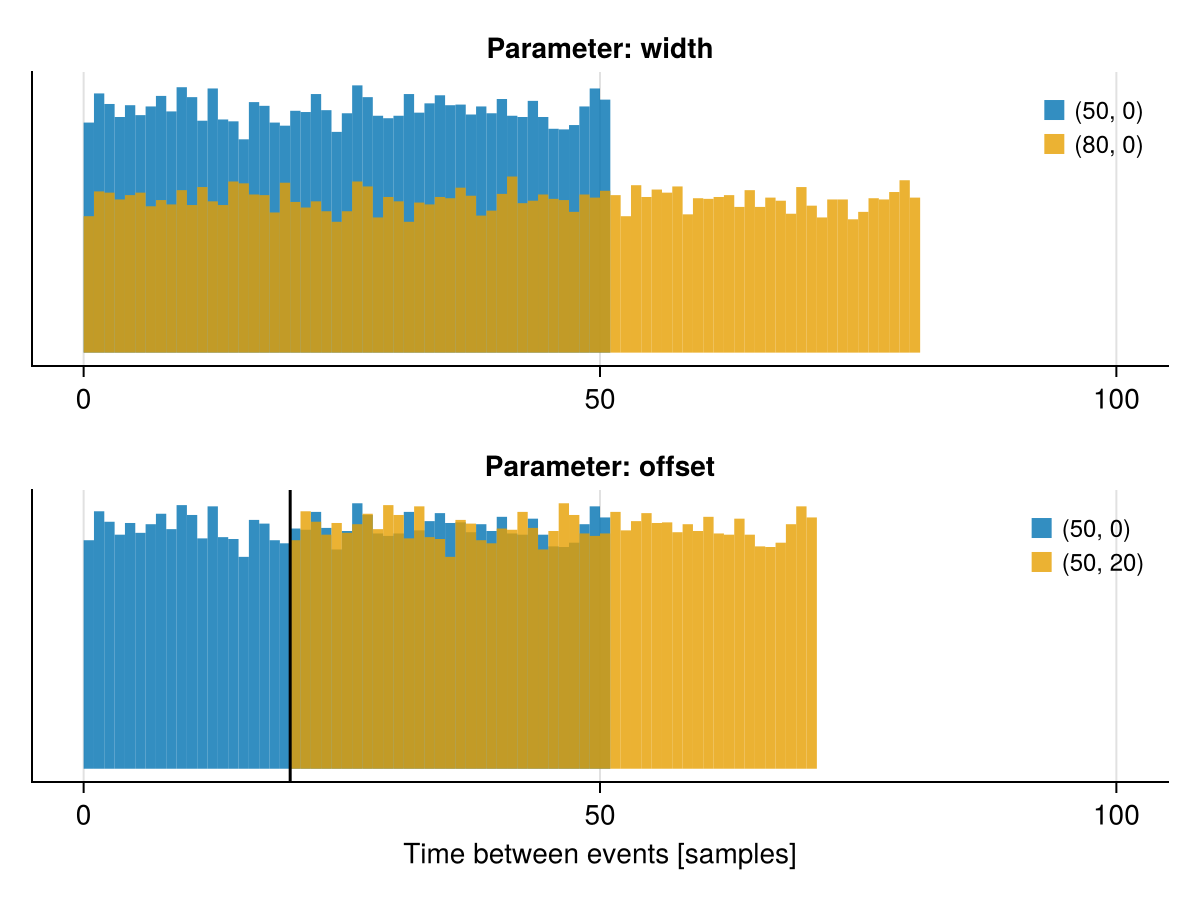 Parameter: width
(50, 0)
(80, 0)
0 50 100
Parameter: offset
(50, 0)
(50, 20)
0 50 100
Time between events [samples]